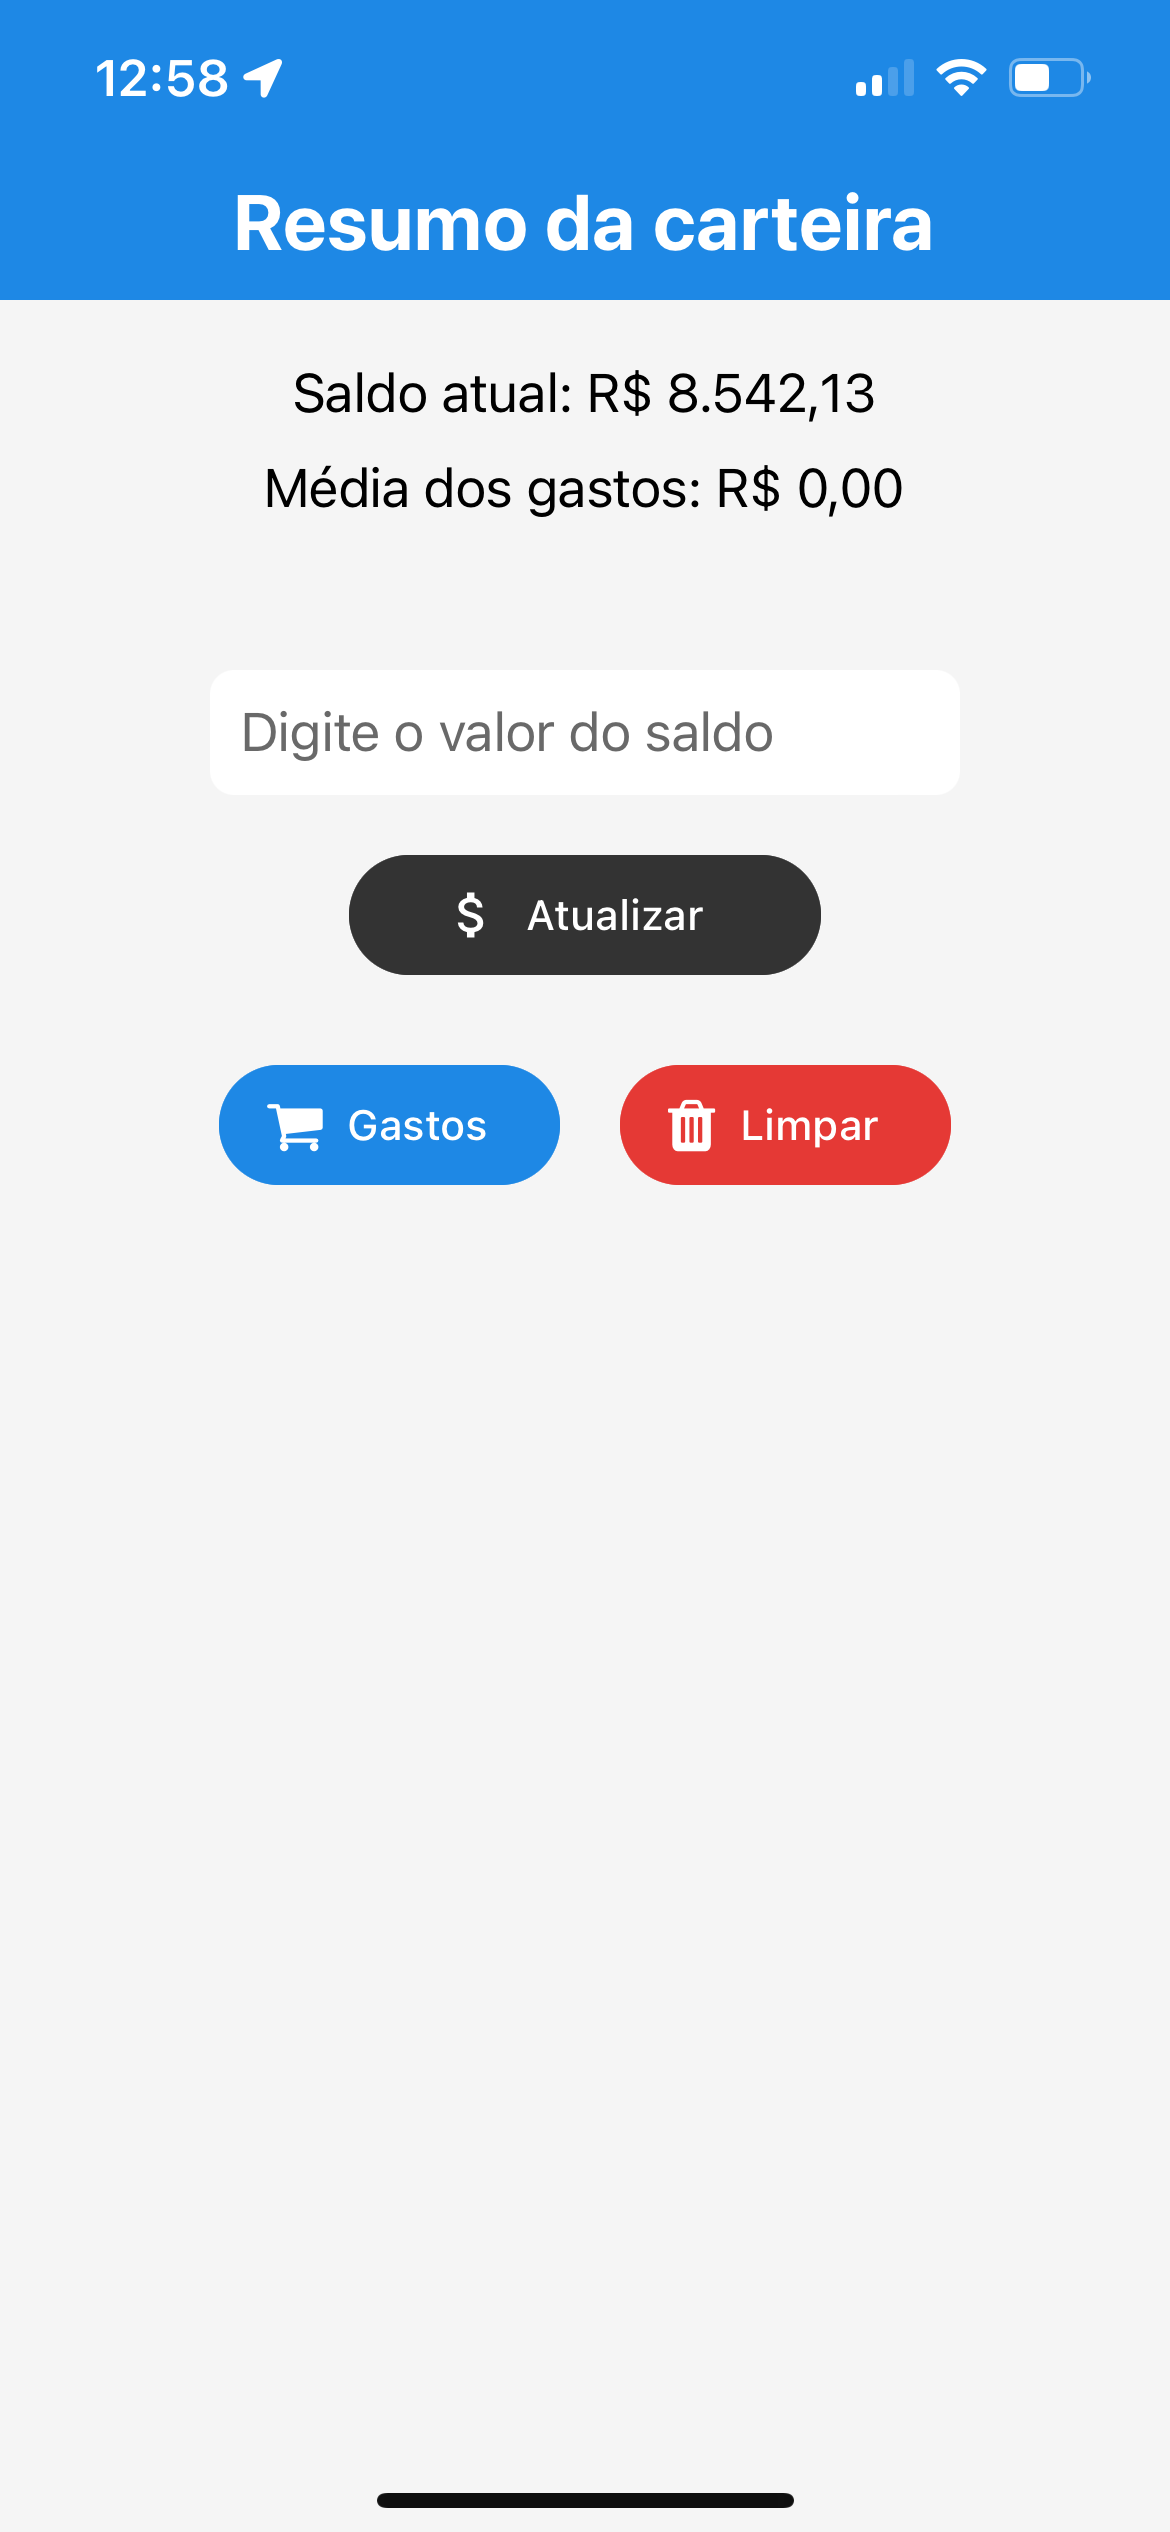 12:58
Resumo da carteira
Saldo atual: R$ 8.542,13
Média dos gastos: R$ 0,00
Digite o valor do saldo
$ Atualizar
Gastos
Limpar